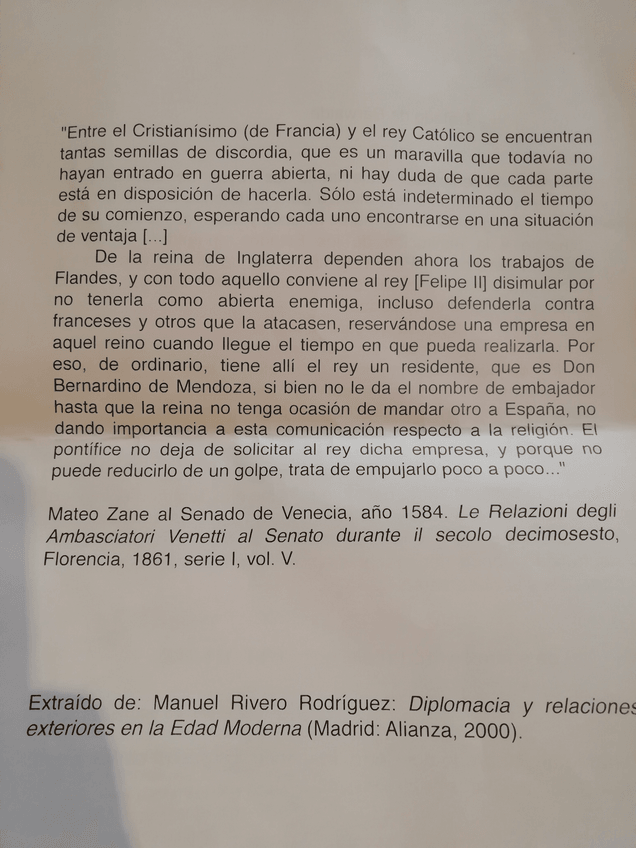 "Entre el Cristianísimo (de Francia) y el rey Católico se encuentran
tantas semillas de discordia, que es un maravilla que todavía no
hayan entrado en guerra abierta, ni hay duda de que cada parte
está en disposición de hacerla. Sólo está indeterminado el tiempo
de su comienzo, esperando cada uno encontrarse en una situación
de ventaja [...]
De la reina de Inglaterra dependen ahora los trabajos de
Flandes, y con todo aquello conviene al rey [Felipe II] disimular por
no tenerla como abierta enemiga, incluso defenderla contra
franceses y otros que la atacasen, reservándose una empresa en
aquel reino cuando llegue el tiempo en que pueda realizarla. Por
eso, de ordinario, tiene allí el rey un residente, que es Don
Bernardino de Mendoza, si bien no le da el nombre de embajador
hasta que la reina no tenga ocasión de mandar otro a España, no
dando importancia a esta comunicación respecto a la religión. El
pontífice no deja de solicitar al rey dicha empresa, y porque no
puede reducirlo de un golpe, trata de empujarlo poco a poco..."
Mateo Zane al Senado de Venecia, año 1584. Le Relazioni degli
Ambasciatori Venetti al Senato durante il secolo decimosesto,
Florencia, 1861, serie I, vol. V.
Extraído de: Manuel Rivero Rodríguez: Diplomacia y relaciones
exteriores en la Edad Moderna (Madrid: Alianza, 2000).